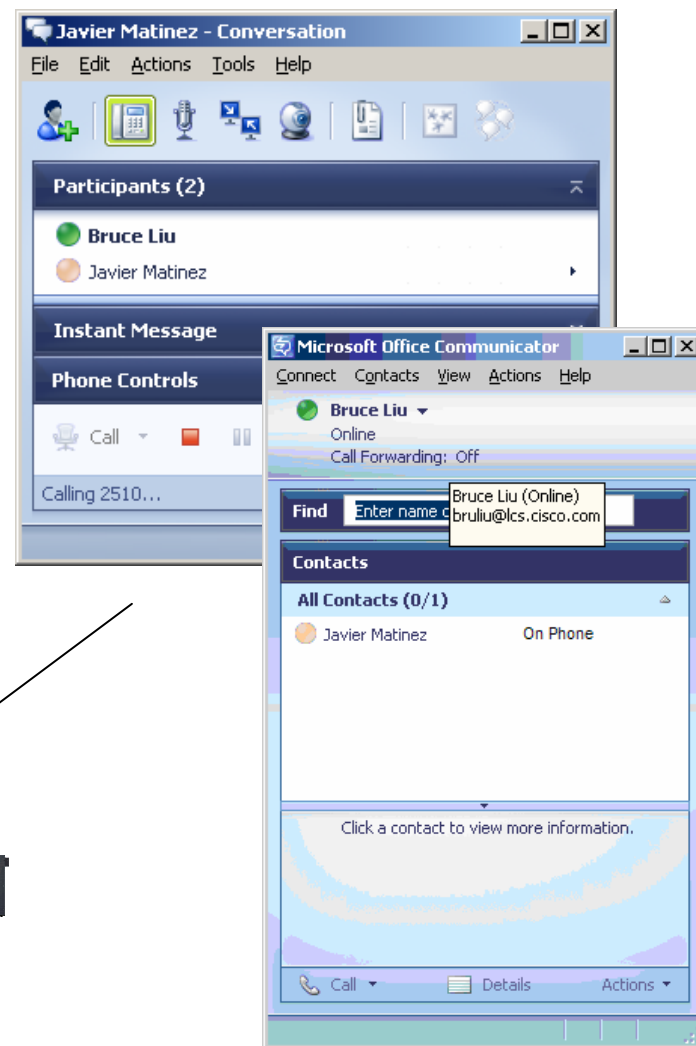 Javier Matinez - Conversation
File Edit Actions Tools Help
Participants (2)
Bruce Liu
Javier Matinez
Instant Message
Phone Controls
Call
Calling 2510...
Microsoft Office Communicator
Connect Contacts View Actions Help
Bruce Liu
Online
Call Forwarding: Off
Find Enter name
Bruce Liu (Online)
bruliu@lcs.cisco.com
Contacts
All Contacts (0/1)
Javier Matinez On Phone
Click a contact to view more information.
Call Details Actions